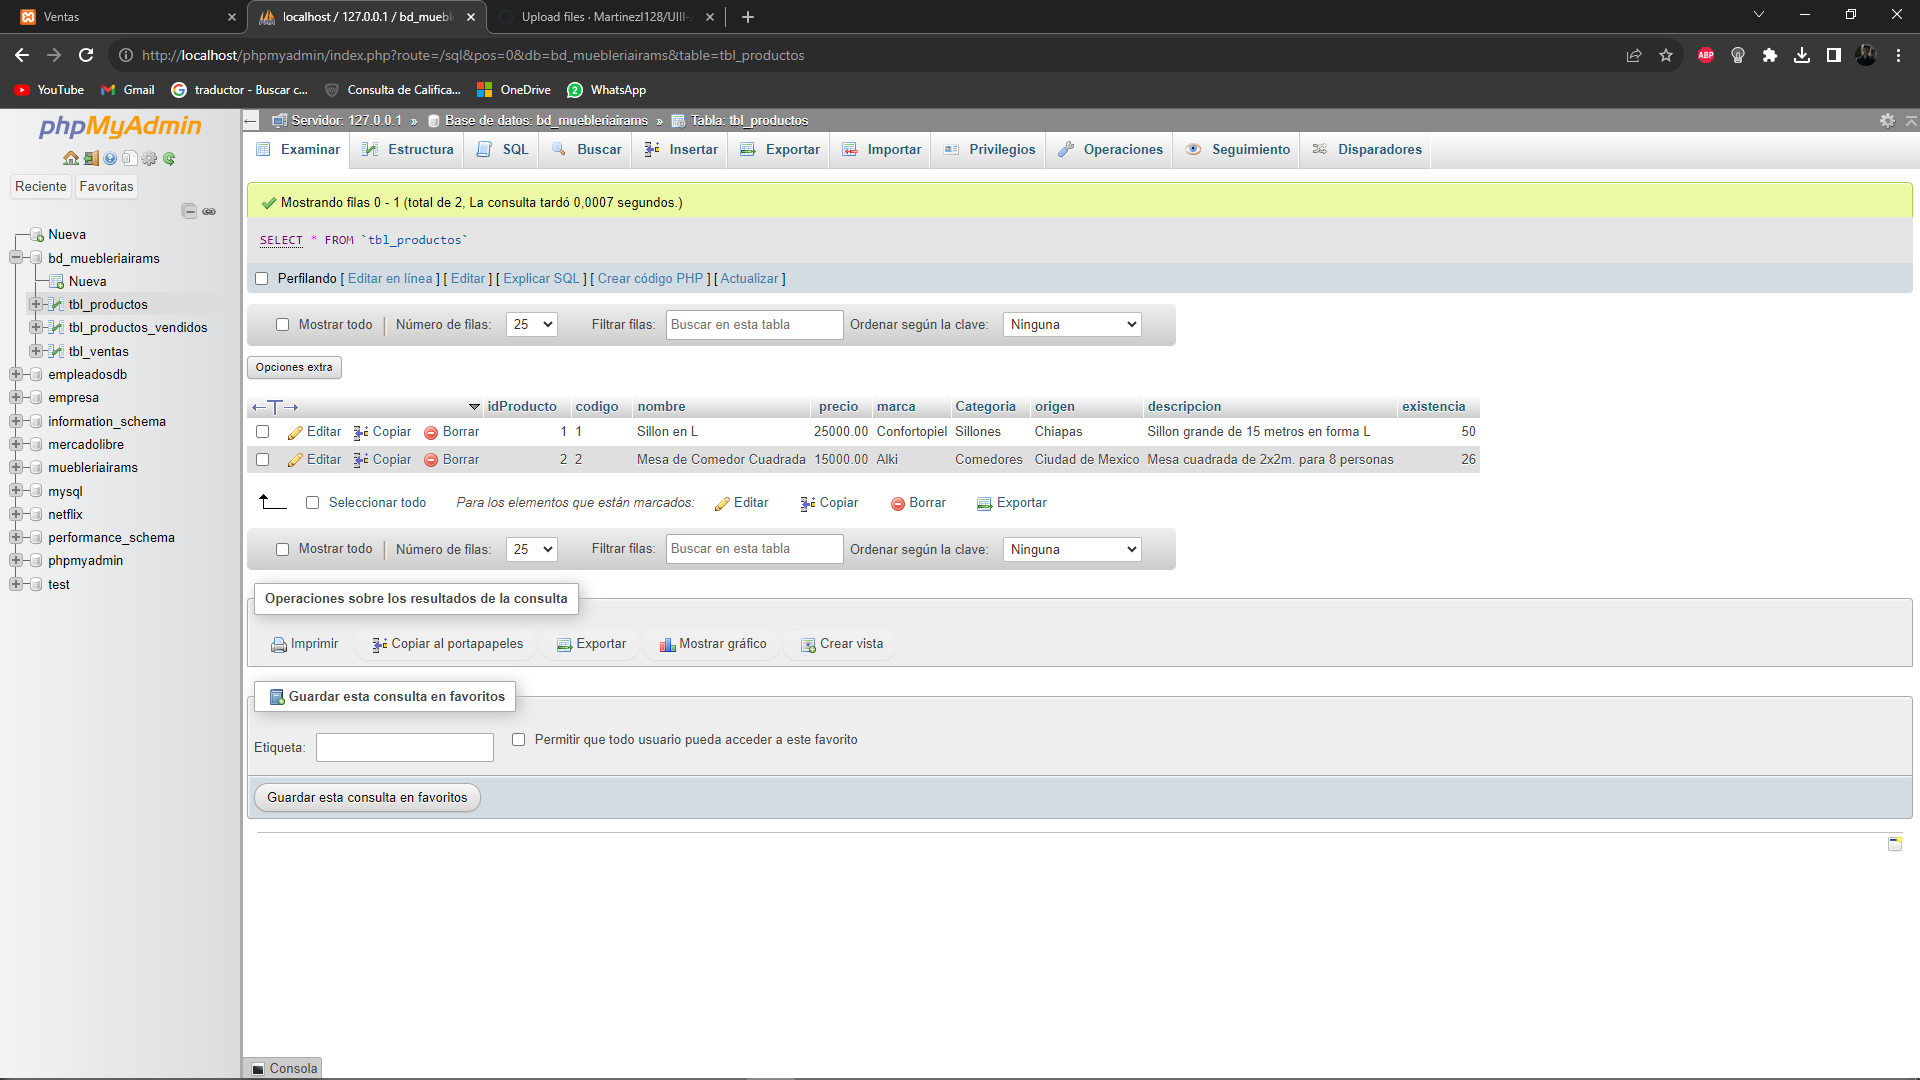 Ventas
localhost / 127.0.0.1 / bd_muebl
Upload files · Martinezl128/UIII-
http://localhost/phpmyadmin/index.php?route=/sql&pos=0&db=bd_muebleriairams&table=tbl_productos
ABP
YouTube Gmail traductor - Buscar c... Consulta de Califica... OneDrive WhatsApp
phpMyAdmin
Reciente Favoritas
Nueva
bd_muebleriairams
Nueva
tbl_productos
tbl_productos_vendidos
tbl_ventas
empleadosdb
empresa
information_schema
mercadolibre
muebleriairams
mysql
netflix
performance_schema
phpmyadmin
test
Servidor: 127.0.0.1 » Base de datos: bd_muebleriairams » Tabla: tbl_productos
Examinar Estructura SQL Buscar Insertar Exportar Importar Privilegios Operaciones Seguimiento Disparadores
Mostrando filas 0 - 1 (total de 2, La consulta tardó 0,0007 segundos.)
SELECT * FROM `tbl_productos`
Perfilando [ Editar en línea ] [ Editar ] [ Explicar SQL ] [ Crear código PHP ] [ Actualizar ]
Mostrar todo Número de filas: 25 Filtrar filas: Buscar en esta tabla Ordenar según la clave: Ninguna
Opciones extra
←T→ idProducto codigo nombre precio marca Categoria origen descripcion existencia
Editar Copiar Borrar 1 1 Sillon en L 25000.00 Confortopiel Sillones Chiapas Sillon grande de 15 metros en forma L 50
Editar Copiar Borrar 2 2 Mesa de Comedor Cuadrada 15000.00 Alki Comedores Ciudad de Mexico Mesa cuadrada de 2x2m. para 8 personas 26
Seleccionar todo Para los elementos que están marcados: Editar Copiar Borrar Exportar
Mostrar todo Número de filas: 25 Filtrar filas: Buscar en esta tabla Ordenar según la clave: Ninguna
Operaciones sobre los resultados de la consulta
Imprimir Copiar al portapapeles Exportar Mostrar gráfico Crear vista
Guardar esta consulta en favoritos
Etiqueta: Permitir que todo usuario pueda acceder a este favorito
Guardar esta consulta en favoritos
Consola